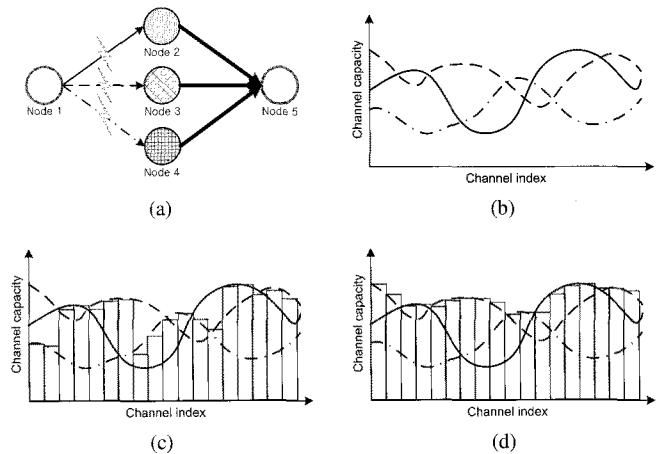 Node 1
Node 2
Node 3
Node 4
Node 5
(a)
Channel capacity
Channel index
(b)
Channel capacity
Channel index
(c)
Channel capacity
Channel index
(d)